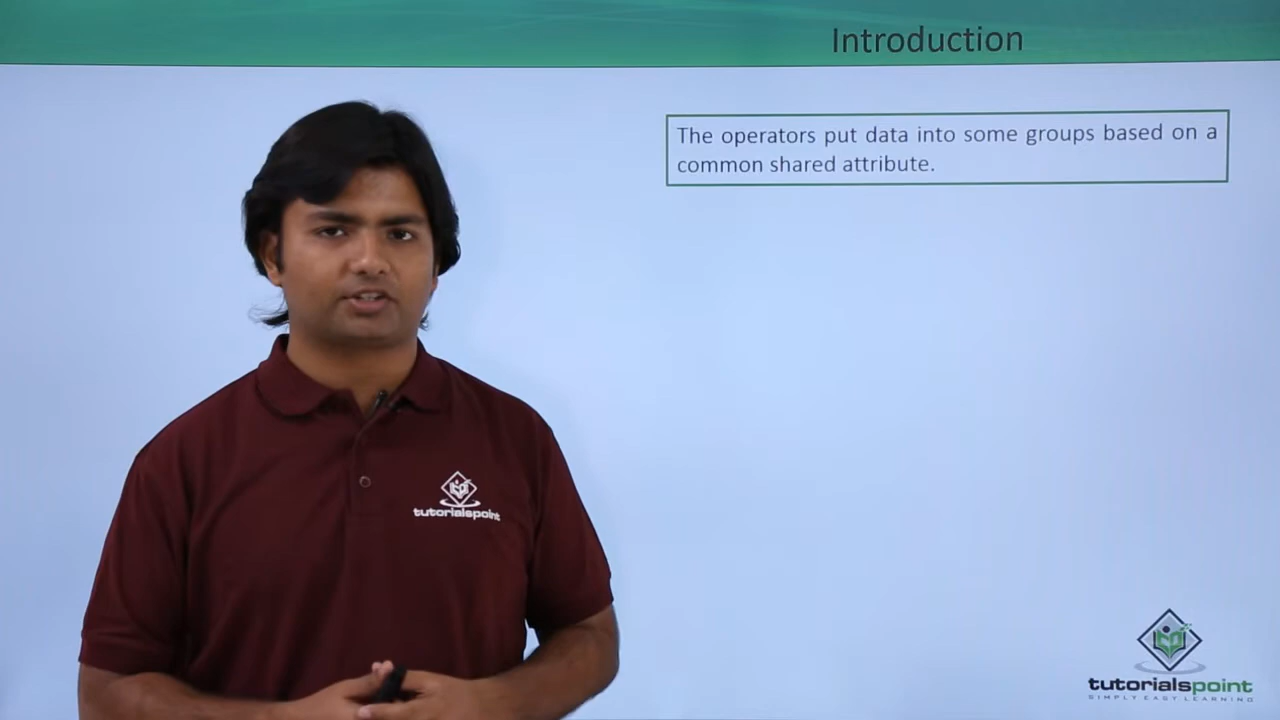 Introduction
The operators put data into some groups based on a
common shared attribute.
tutorialspoint
tutorialspoint
SIMPLY EASY LEARNING